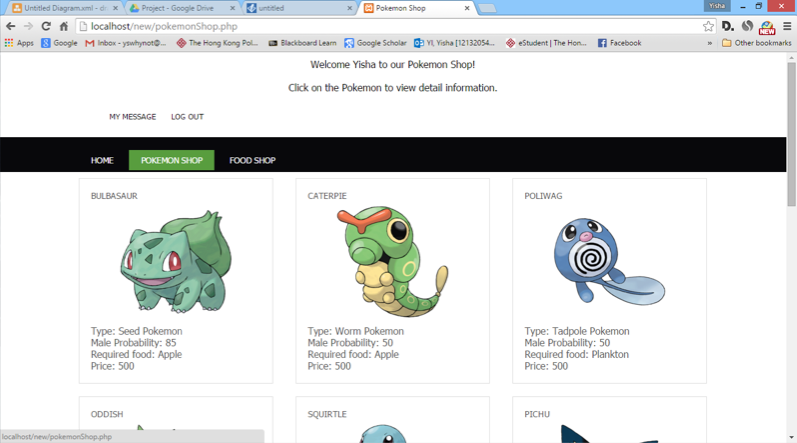 Untitled Diagram.xml - dr
Project - Google Drive
untitled
Pokemon Shop
Yisha
localhost/new/pokemonShop.php
Apps
Google
Inbox - yswhynot@...
The Hong Kong Pol...
Blackboard Learn
Google Scholar
YI, Yisha [12132054...
eStudent | The Hon...
Facebook
»
Other bookmarks
NEW
Welcome Yisha to our Pokemon Shop!
Click on the Pokemon to view detail information.
MY MESSAGE LOG OUT
HOME POKEMON SHOP FOOD SHOP
BULBASAUR
Type: Seed Pokemon
Male Probability: 85
Required food: Apple
Price: 500
CATERPIE
Type: Worm Pokemon
Male Probability: 50
Required food: Apple
Price: 500
POLIWAG
Type: Tadpole Pokemon
Male Probability: 50
Required food: Plankton
Price: 500
ODDISH
SQUIRTLE
PICHU
localhost/new/pokemonShop.php